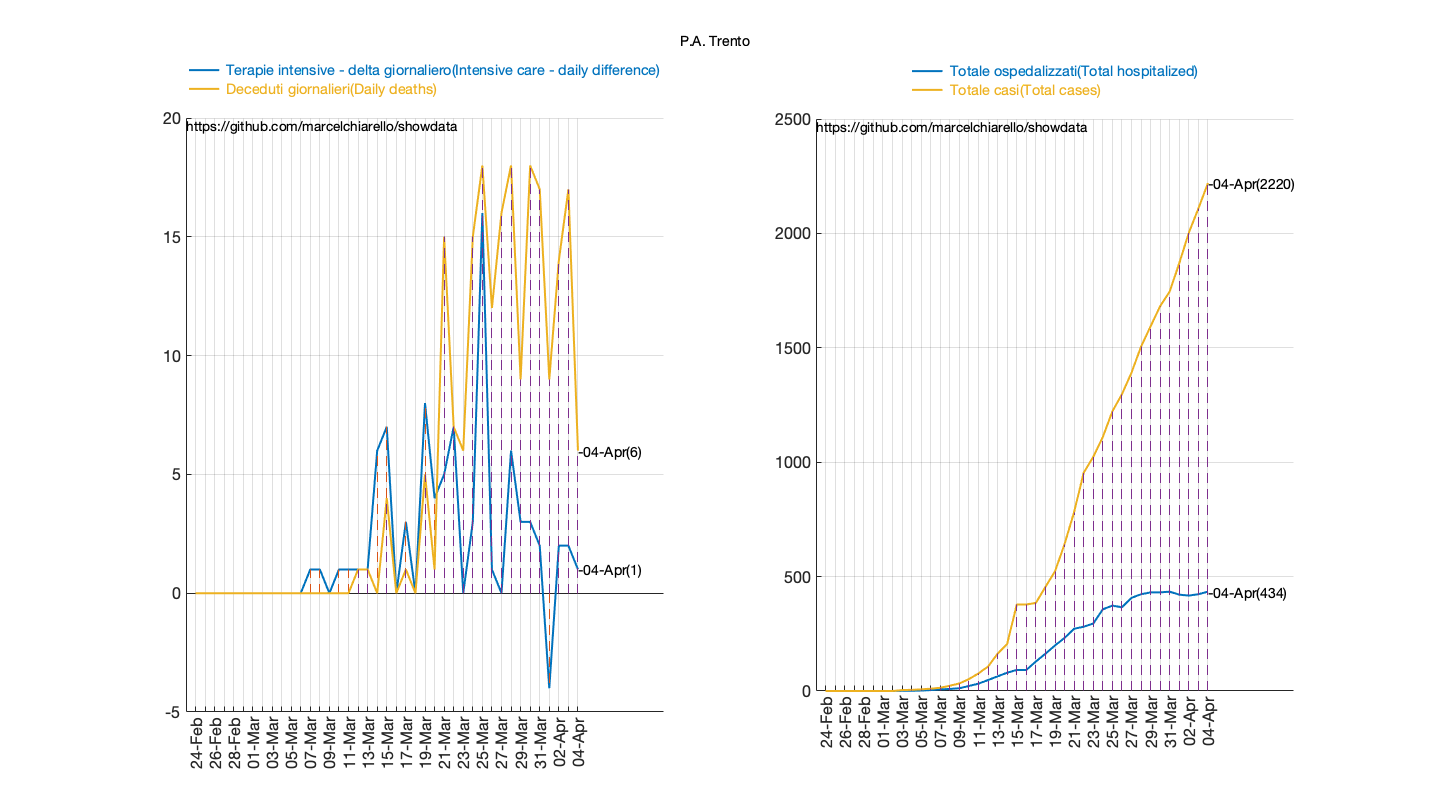 P.A. Trento
Terapie intensive - delta giornaliero(Intensive care - daily difference)
Deceduti giornalieri(Daily deaths)
20
https://github.com/marcelchiarello/showdata
15
10
5
0
-5
-04-Apr(6)
-04-Apr(1)
24-Feb
26-Feb
28-Feb
01-Mar
03-Mar
05-Mar
07-Mar
09-Mar
11-Mar
13-Mar
15-Mar
17-Mar
19-Mar
21-Mar
23-Mar
25-Mar
27-Mar
29-Mar
31-Mar
02-Apr
04-Apr
Totale ospedalizzati(Total hospitalized)
Totale casi(Total cases)
2500
https://github.com/marcelchiarello/showdata
2000
1500
1000
500
0
-04-Apr(2220)
-04-Apr(434)
24-Feb
26-Feb
28-Feb
01-Mar
03-Mar
05-Mar
07-Mar
09-Mar
11-Mar
13-Mar
15-Mar
17-Mar
19-Mar
21-Mar
23-Mar
25-Mar
27-Mar
29-Mar
31-Mar
02-Apr
04-Apr